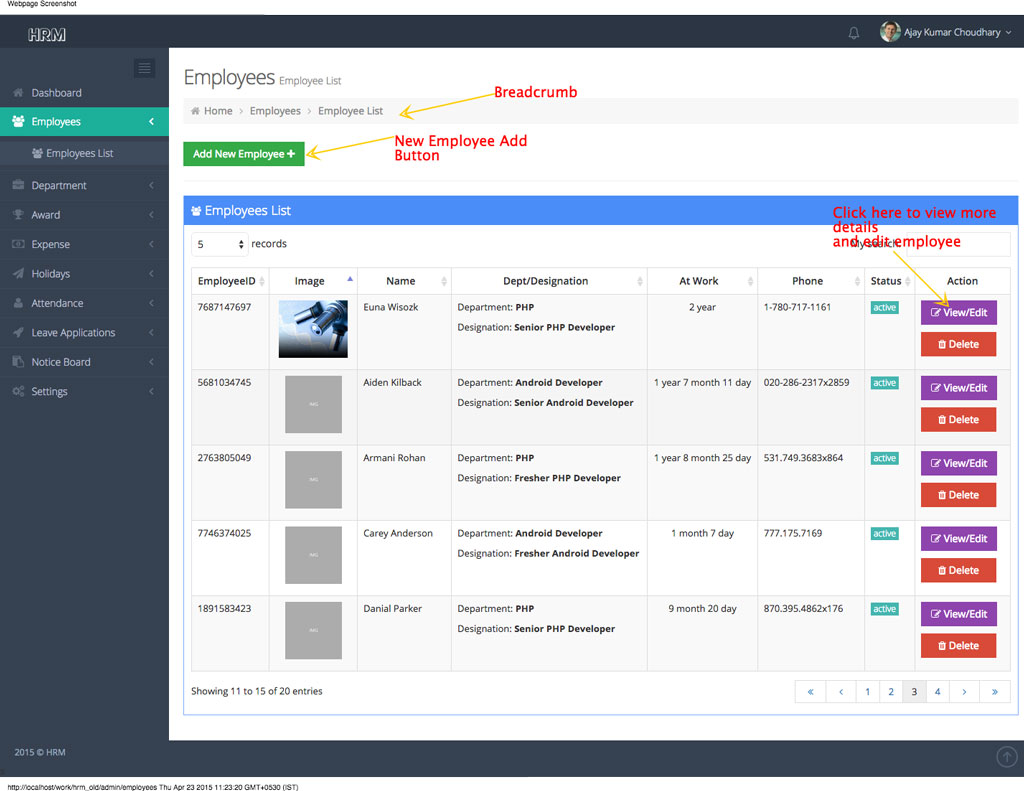 Webpage Screenshot
HRM
Ajay Kumar Choudhary
Dashboard
Employees
Employees List
Department
Award
Expense
Holidays
Attendance
Leave Applications
Notice Board
Settings
Employees Employee List
Breadcrumb
Home > Employees > Employee List
New Employee Add
Button
Add New Employee +
Employees List
Click here to view more
details
and edit employee
5 records
My search:
EmployeeID Image Name Dept/Designation At Work Phone Status Action
7687147697 Euna Wisozk Department: PHP 2 year 1-780-717-1161 active View/Edit
Designation: Senior PHP Developer
Delete
5681034745 Aiden Kilback Department: Android Developer 1 year 7 month 11 day 020-286-2317x2859 active View/Edit
IMG Designation: Senior Android Developer
Delete
2763805049 Armani Rohan Department: PHP 1 year 8 month 25 day 531.749.3683x864 active View/Edit
IMG Designation: Fresher PHP Developer
Delete
7746374025 Carey Anderson Department: Android Developer 1 month 7 day 777.175.7169 active View/Edit
IMG Designation: Fresher Android Developer
Delete
1891583423 Danial Parker Department: PHP 9 month 20 day 870.395.4862x176 active View/Edit
IMG Designation: Senior PHP Developer
Delete
Showing 11 to 15 of 20 entries
« ‹ 1 2 3 4 › »
2015 © HRM
http://localhost/work/hrm_old/admin/employees Thu Apr 23 2015 11:23:20 GMT+0530 (IST)